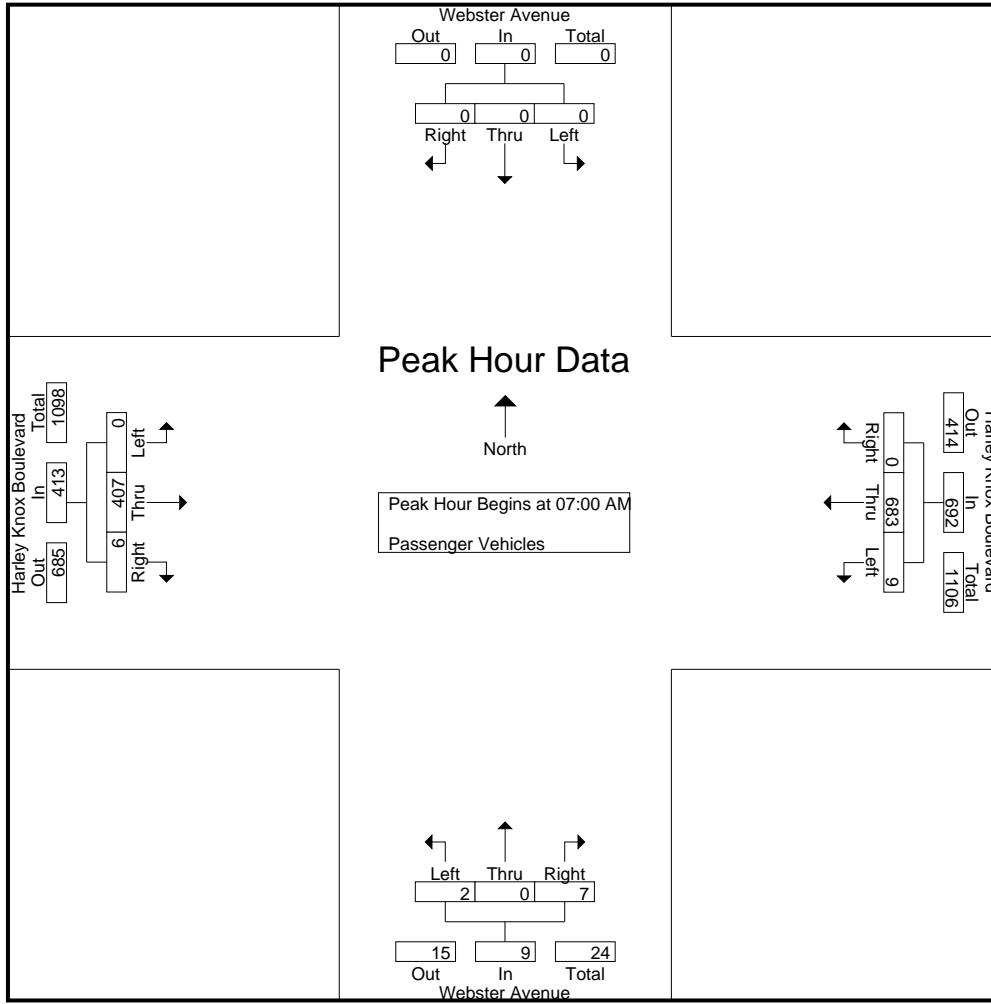 Webster Avenue
Out In Total
0 0 0
0 0 0
Right Thru Left
Peak Hour Data
North
Peak Hour Begins at 07:00 AM
Passenger Vehicles
Harley Knox Boulevard
Total In Out
1098 413 685
0 407 6
Left Thru Right
Harley Knox Boulevard
Out In Total
414 692 1106
0 683 9
Right Thru Left
Left Thru Right
2 0 7
15 9 24
Out In Total
Webster Avenue